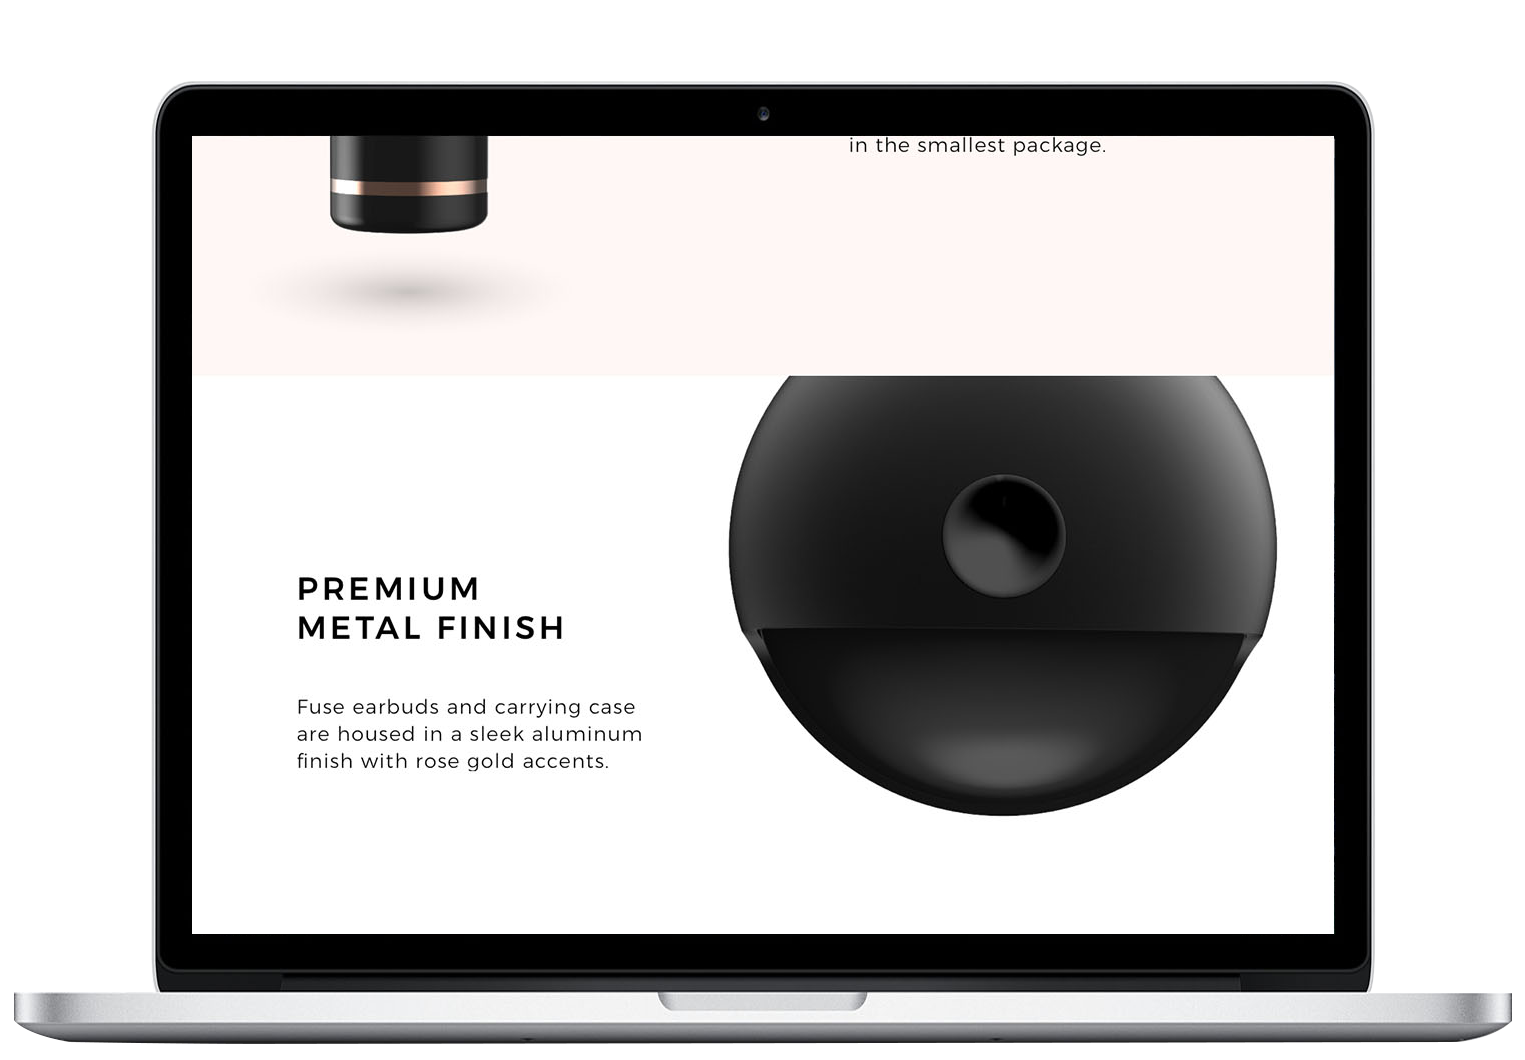 in the smallest package.
PREMIUM
METAL FINISH
Fuse earbuds and carrying case
are housed in a sleek aluminum
finish with rose gold accents.